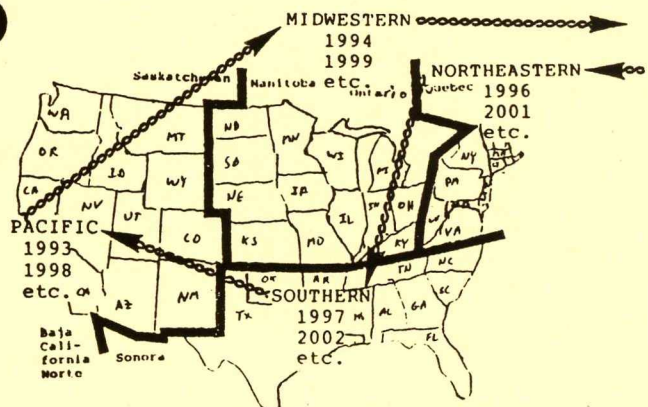 MIDWESTERN
1994
1999
etc.
Saskatchewan
Manitoba
Ontario
Quebec
NORTHEASTERN
1996
2001
etc.
WA
MT
ND
MN
OR
ID
SD
WI
MI
NY
WY
NE
IA
PA
CA
NV
UT
CO
KS
MO
IL
IN
OH
KY
VA
PACIFIC
1993
1998
etc.
CA
AZ
NM
OK
AR
TN
NC
SOUTHERN
1997
2002
etc.
TX
AL
GA
SC
FL
Baja
Cali-
fornia
Norte
Sonora